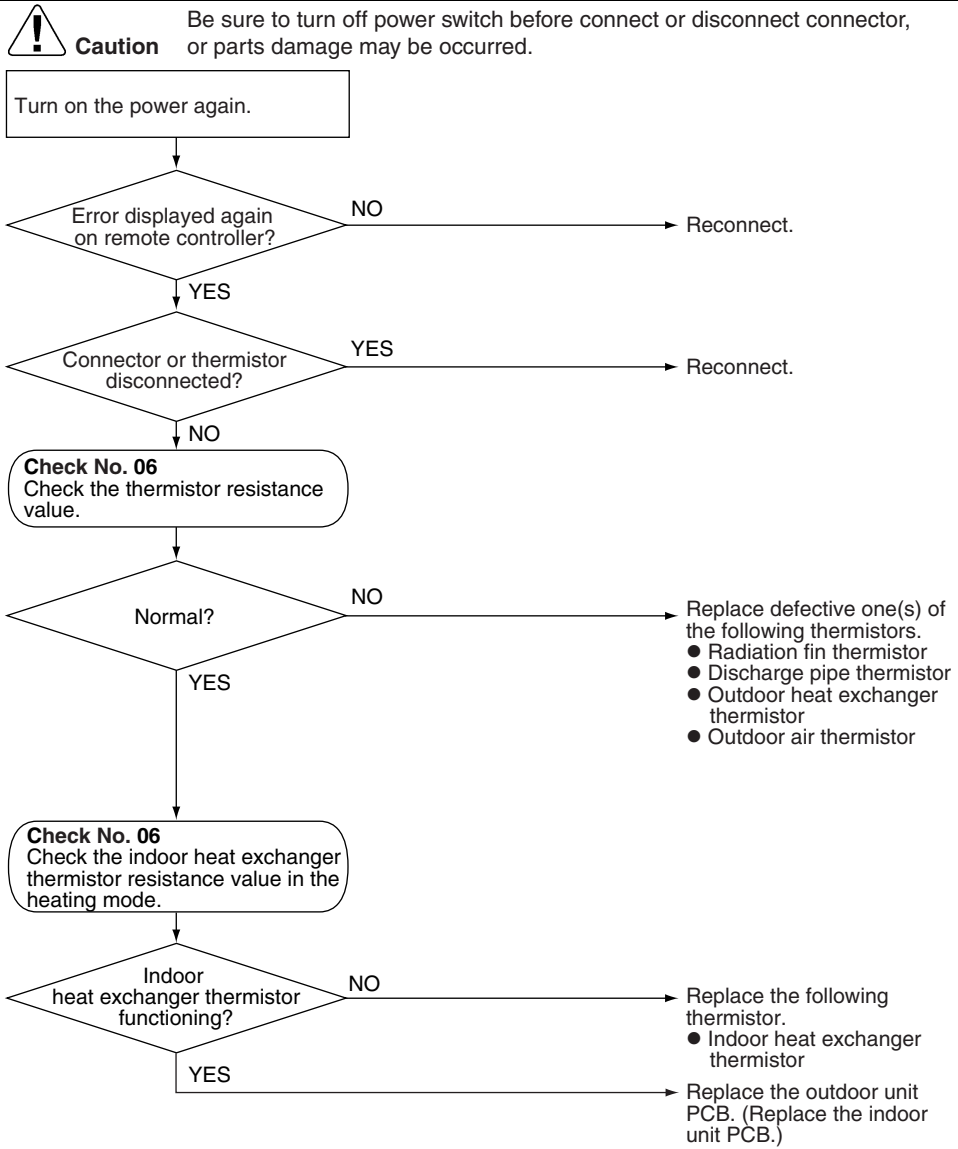 Be sure to turn off power switch before connect or disconnect connector,
! Caution or parts damage may be occurred.
Turn on the power again.
Error displayed again
on remote controller?
NO
Reconnect.
YES
Connector or thermistor
disconnected?
YES
Reconnect.
NO
Check No. 06
Check the thermistor resistance
value.
Normal?
NO
Replace defective one(s) of
the following thermistors.
● Radiation fin thermistor
● Discharge pipe thermistor
● Outdoor heat exchanger
thermistor
● Outdoor air thermistor
YES
Check No. 06
Check the indoor heat exchanger
thermistor resistance value in the
heating mode.
Indoor
heat exchanger thermistor
functioning?
NO
Replace the following
thermistor.
● Indoor heat exchanger
thermistor
YES
Replace the outdoor unit
PCB. (Replace the indoor
unit PCB.)